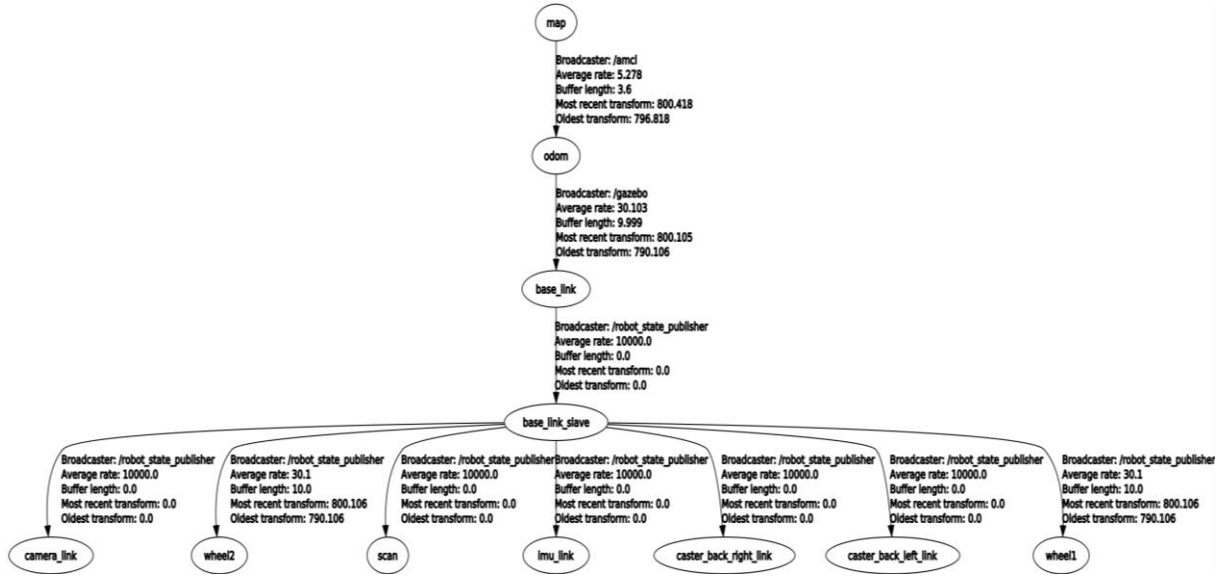 map
Broadcaster: /amcl
Average rate: 5.278
Buffer length: 3.6
Most recent transform: 800.418
Oldest transform: 796.818
odom
Broadcaster: /gazebo
Average rate: 30.103
Buffer length: 9.999
Most recent transform: 800.105
Oldest transform: 790.106
base_link
Broadcaster: /robot_state_publisher
Average rate: 10000.0
Buffer length: 0.0
Most recent transform: 0.0
Oldest transform: 0.0
base_link_slave
Broadcaster: /robot_state_publisher
Average rate: 10000.0
Buffer length: 0.0
Most recent transform: 0.0
Oldest transform: 0.0
camera_link
Broadcaster: /robot_state_publisher
Average rate: 30.1
Buffer length: 10.0
Most recent transform: 800.106
Oldest transform: 790.106
wheel2
Broadcaster: /robot_state_publisher
Average rate: 10000.0
Buffer length: 0.0
Most recent transform: 0.0
Oldest transform: 0.0
scan
Broadcaster: /robot_state_publisher
Average rate: 10000.0
Buffer length: 0.0
Most recent transform: 0.0
Oldest transform: 0.0
imu_link
Broadcaster: /robot_state_publisher
Average rate: 10000.0
Buffer length: 0.0
Most recent transform: 0.0
Oldest transform: 0.0
caster_back_right_link
Broadcaster: /robot_state_publisher
Average rate: 10000.0
Buffer length: 0.0
Most recent transform: 0.0
Oldest transform: 0.0
caster_back_left_link
Broadcaster: /robot_state_publisher
Average rate: 30.1
Buffer length: 10.0
Most recent transform: 800.106
Oldest transform: 790.106
wheel1